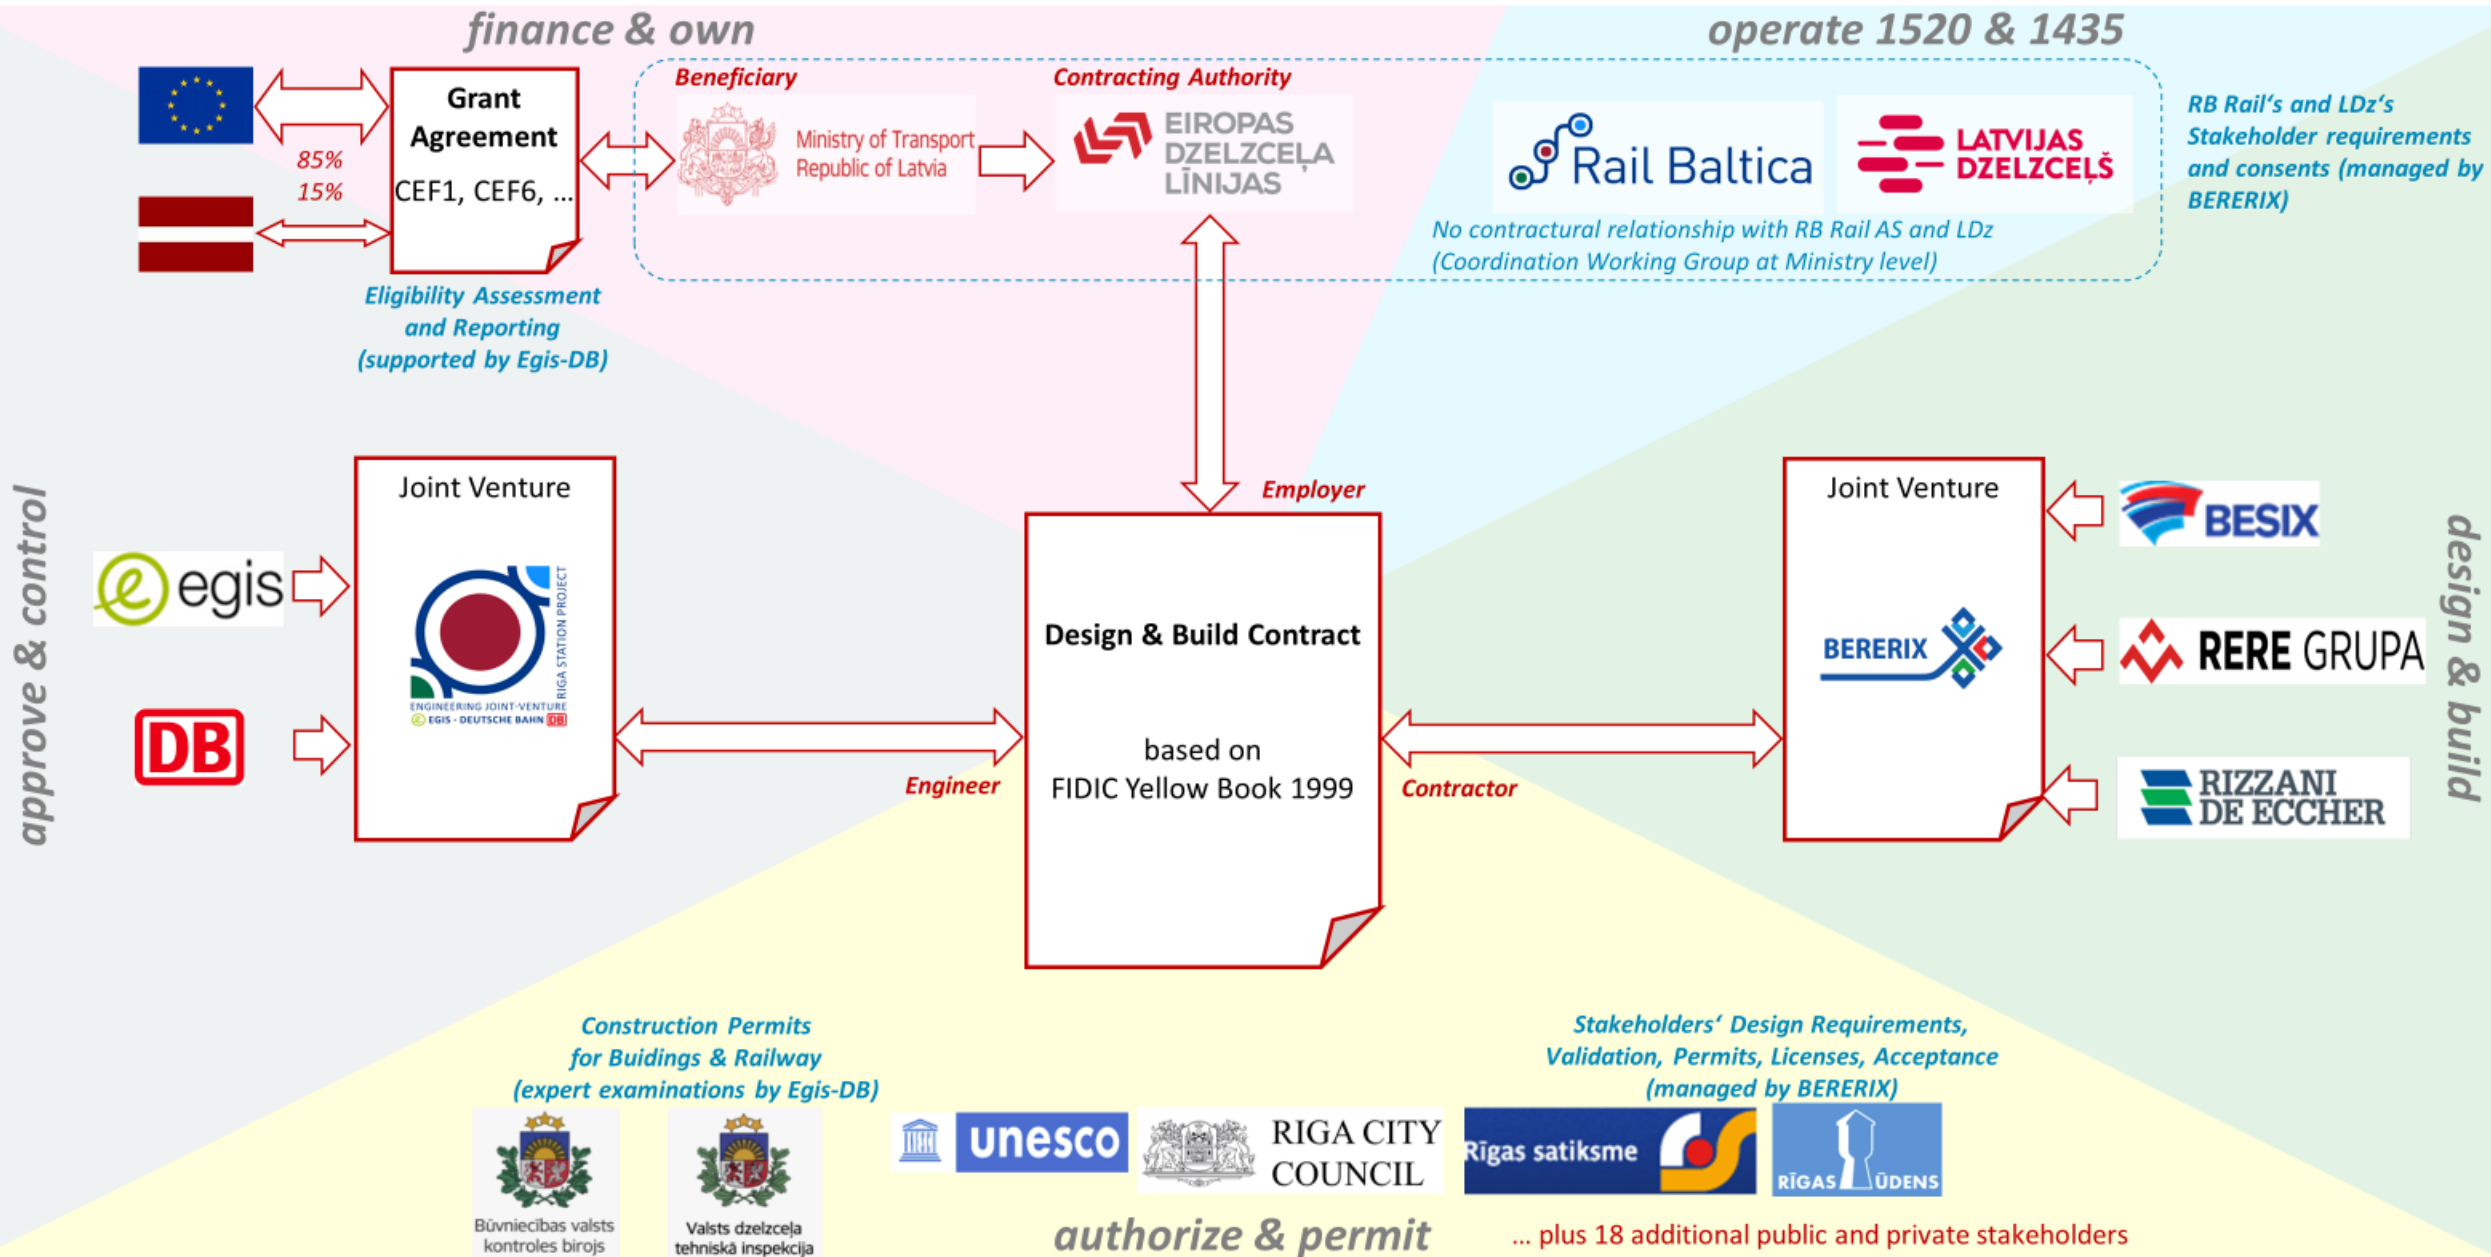 finance & own
operate 1520 & 1435
Grant
Agreement
CEF1, CEF6, ...
85%
15%
Beneficiary
Ministry of Transport
Republic of Latvia
Contracting Authority
EIROPAS
DZELZCEĻA
LĪNIJAS
Rail Baltica
LATVIJAS
DZELZCEĻŠ
No contractural relationship with RB Rail AS and LDz
(Coordination Working Group at Ministry level)
RB Rail's and LDz's
Stakeholder requirements
and consents (managed by
BERERIX)
Eligibility Assessment
and Reporting
(supported by Egis-DB)
approve & control
egis
DB
Joint Venture
RIGA STATION PROJECT
ENGINEERING JOINT-VENTURE
EGIS - DEUTSCHE BAHN DB
Employer
Engineer
Design & Build Contract
based on
FIDIC Yellow Book 1999
Contractor
Joint Venture
BERERIX
BESIX
RERE GRUPA
RIZZANI
DE ECCHER
design & build
Construction Permits
for Buidings & Railway
(expert examinations by Egis-DB)
Būvniecības valsts
kontroles birojs
Valsts dzelzceļa
tehniskā inspekcija
unesco
RIGA CITY
COUNCIL
Stakeholders‘ Design Requirements,
Validation, Permits, Licenses, Acceptance
(managed by BERERIX)
Rīgas satiksme
RĪGAS ŪDENS
authorize & permit
... plus 18 additional public and private stakeholders